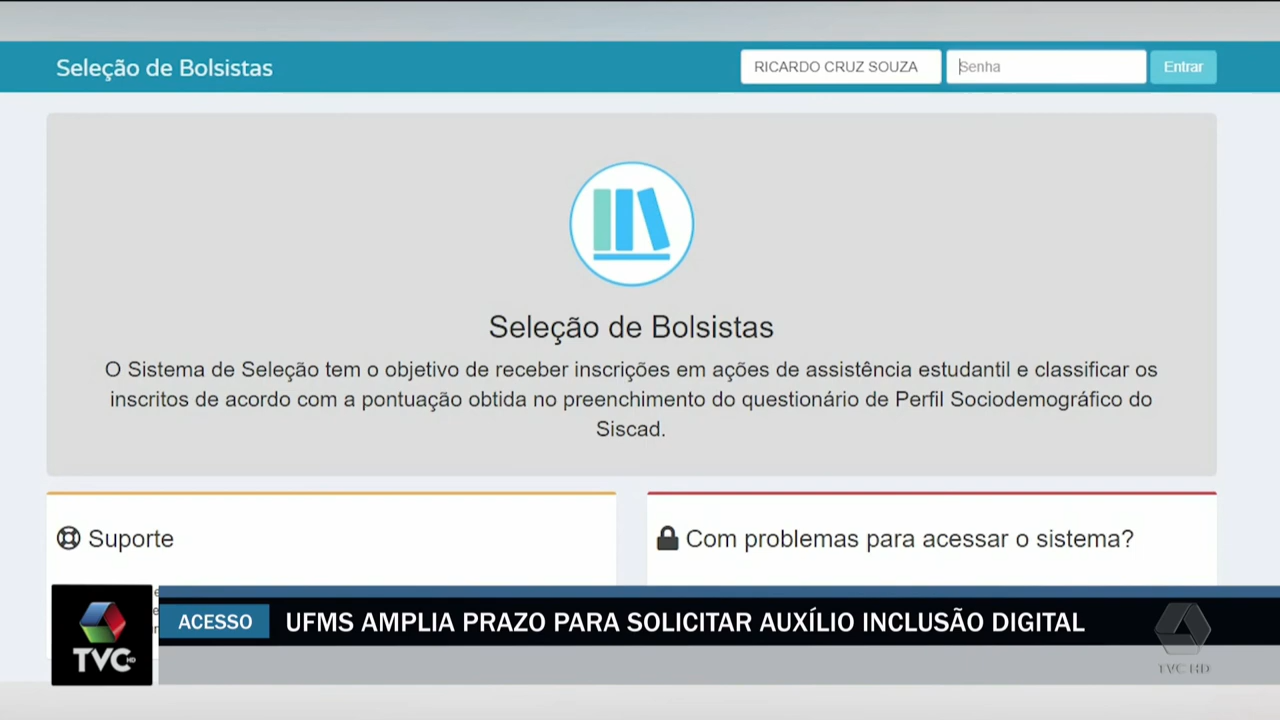 Seleção de Bolsistas
RICARDO CRUZ SOUZA
Senha
Entrar
Seleção de Bolsistas
O Sistema de Seleção tem o objetivo de receber inscrições em ações de assistência estudantil e classificar os
inscritos de acordo com a pontuação obtida no preenchimento do questionário de Perfil Sociodemográfico do
Siscad.
Suporte
Com problemas para acessar o sistema?
ACESSO
UFMS AMPLIA PRAZO PARA SOLICITAR AUXÍLIO INCLUSÃO DIGITAL
TVC HD
TVC HD